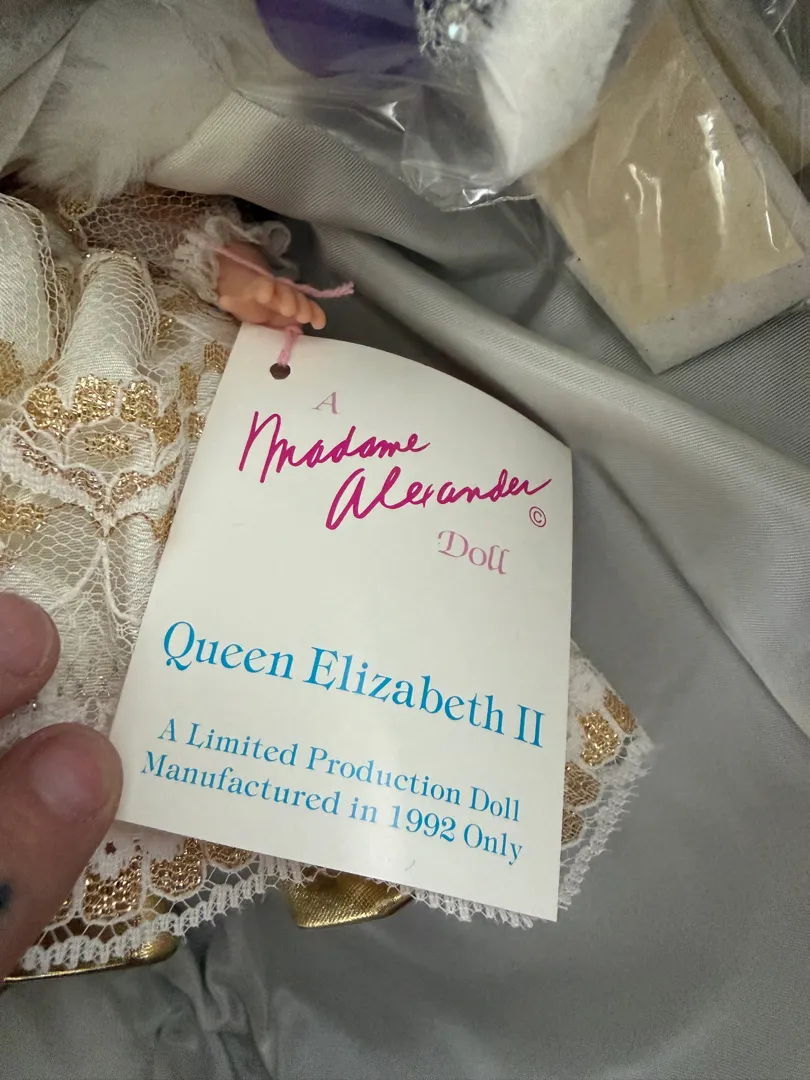 A
Madame
Alexander
©
Doll
Queen Elizabeth II
A Limited Production Doll
Manufactured in 1992 Only